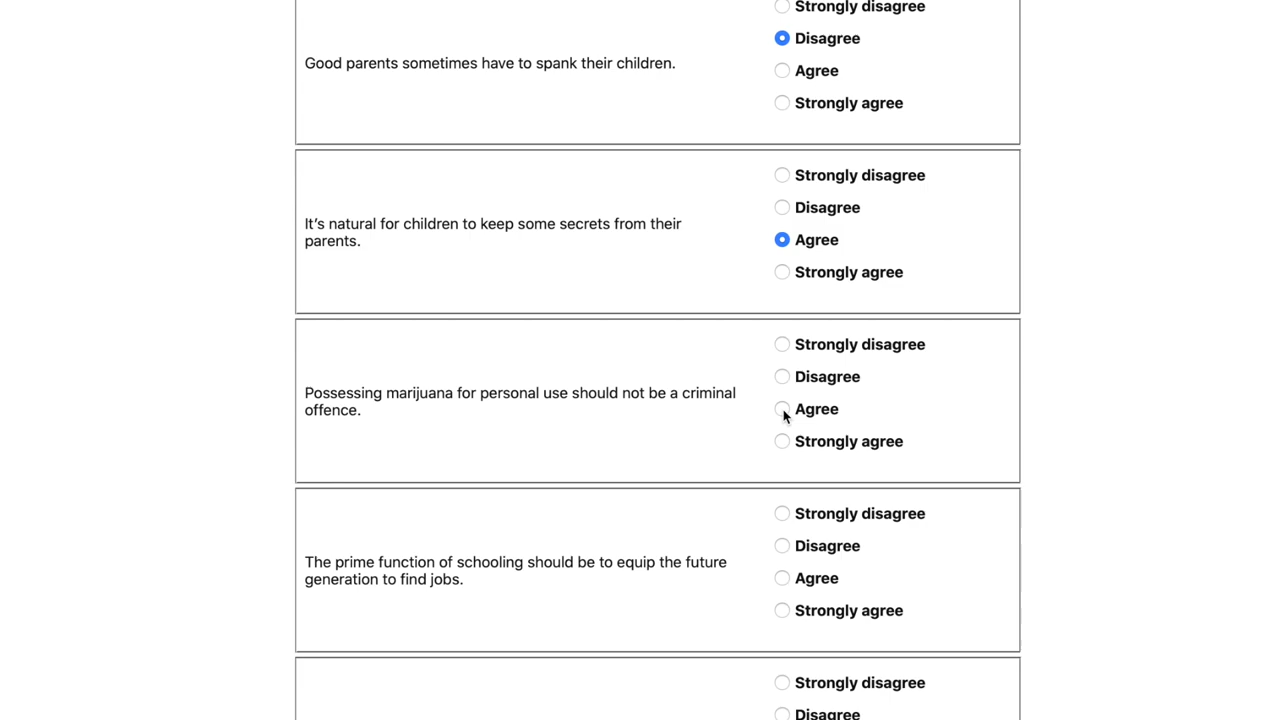 Strongly disagree
Disagree
Good parents sometimes have to spank their children.
Agree
Strongly agree
Strongly disagree
Disagree
It’s natural for children to keep some secrets from their
parents.
Agree
Strongly agree
Strongly disagree
Disagree
Possessing marijuana for personal use should not be a criminal
offence.
Agree
Strongly agree
Strongly disagree
Disagree
The prime function of schooling should be to equip the future
generation to find jobs.
Agree
Strongly agree
Strongly disagree
Disagree